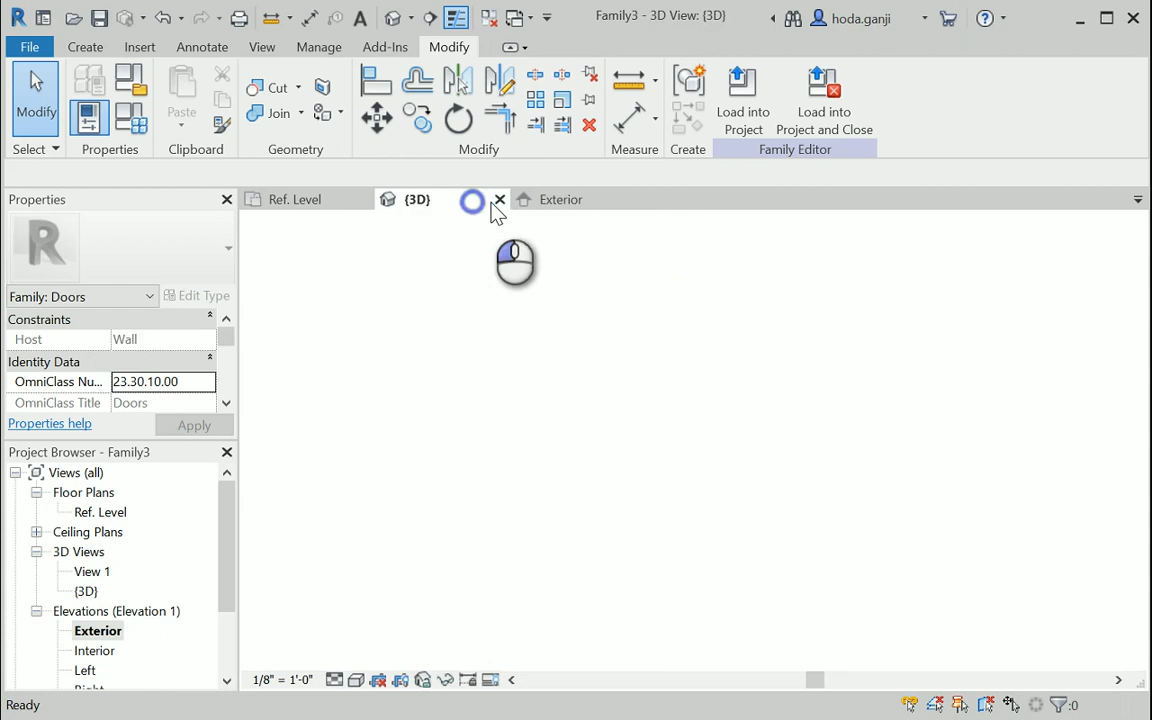 Family3 - 3D View: {3D}
hoda.ganji
File
Create
Insert
Annotate
View
Manage
Add-Ins
Modify
Modify
Paste
Cut
Join
Load into
Project
Load into
Project and Close
Select
Properties
Clipboard
Geometry
Modify
Measure
Create
Family Editor
Properties
Ref. Level
{3D}
Exterior
Family: Doors
Edit Type
Constraints
Host
Wall
Identity Data
OmniClass Nu...
23.30.10.00
OmniClass Title
Doors
Properties help
Apply
Project Browser - Family3
Views (all)
Floor Plans
Ref. Level
Ceiling Plans
3D Views
View 1
{3D}
Elevations (Elevation 1)
Exterior
Interior
Left
1/8" = 1'-0"
Ready
:0